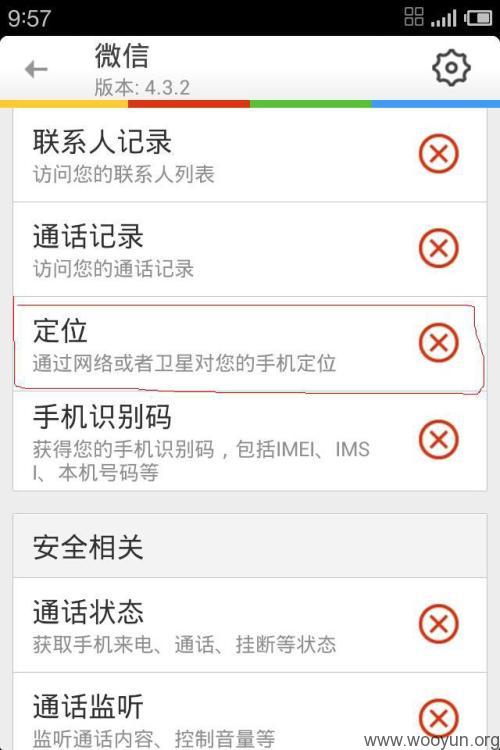 9:57
微信
版本: 4.3.2
联系人记录
访问您的联系人列表
通话记录
访问您的通话记录
定位
通过网络或者卫星对您的手机定位
手机识别码
获得您的手机识别码，包括IMEI、IMS
I、本机号码等
安全相关
通话状态
获取手机来电、通话、挂断等状态
通话监听
监听通话内容、控制音量等
www.wooyun.org